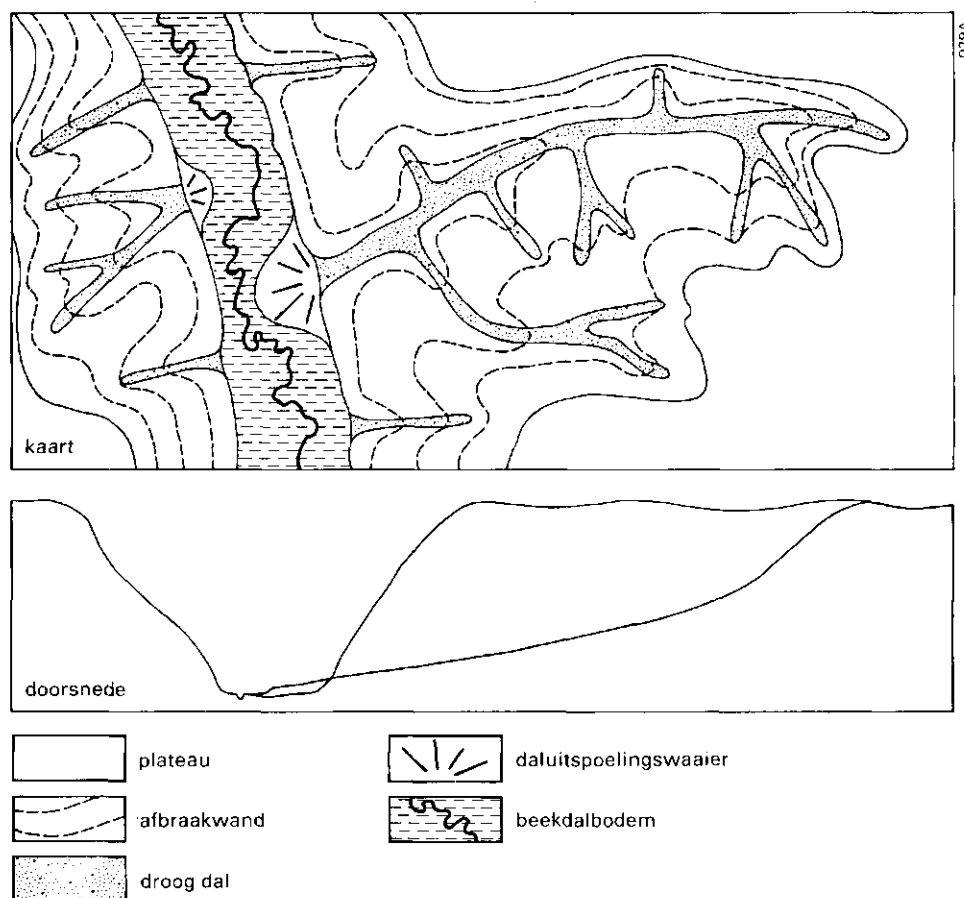 kaart
doorsnede
plateau
afbraakwand
droog dal
daluitspoelingswaaier
beekdalbodem